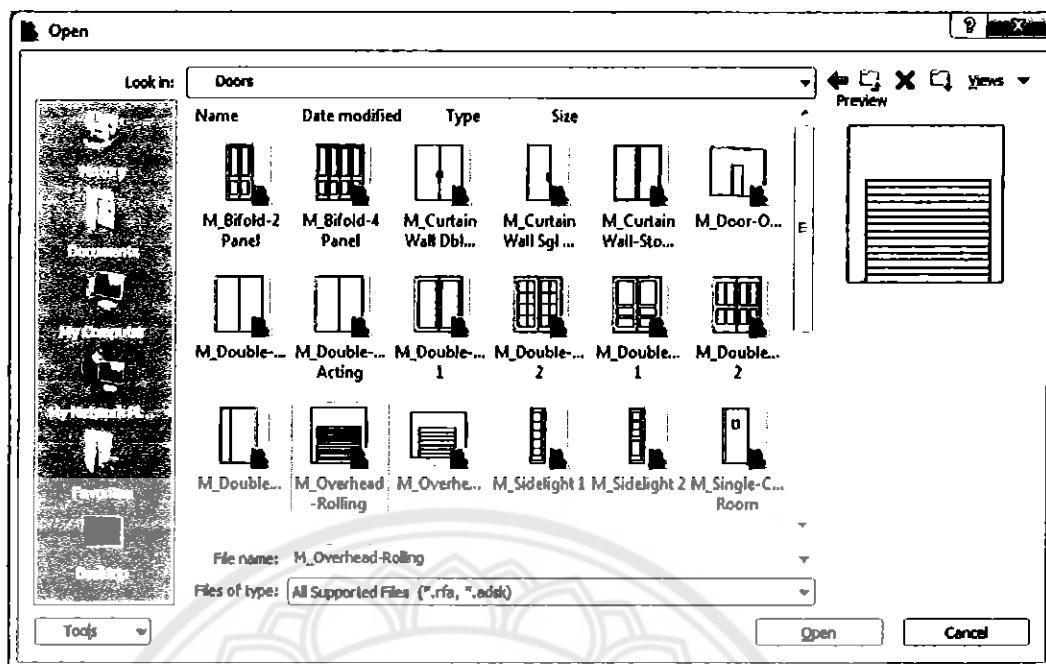 Open
?
x
Look in:
Doors
Views
Preview
Name Date modified Type Size
M_Bifold-2 Panel
M_Bifold-4 Panel
M_Curtain Wall Dbl...
M_Curtain Wall Sgl ...
M_Curtain Wall-Sto...
M_Door-O...
M_Double-...
M_Double-... Acting
M_Double-... 1
M_Double-... 2
M_Double... 1
M_Double... 2
M_Double...
M_Overhead -Rolling
M_Overhe...
M_Sidelight 1
M_Sidelight 2
M_Single-C... Room
Documents
My Computer
My Network Pl...
Favorites
Desktop
File name: M_Overhead-Rolling
Files of type: All Supported Files (*.rfa, *.adsk)
Tools
Open
Cancel